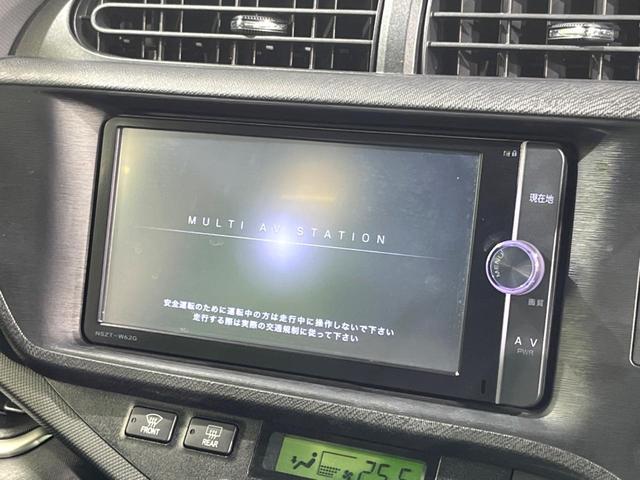 MULTI AV STATION
安全運転のために運転中の方は走行中に操作しないで下さい
走行する際は実際の交通規制に従って下さい
NSZT-W62G
現在地
MENU
画質
AV
PWR
FRONT
REAR
25.5